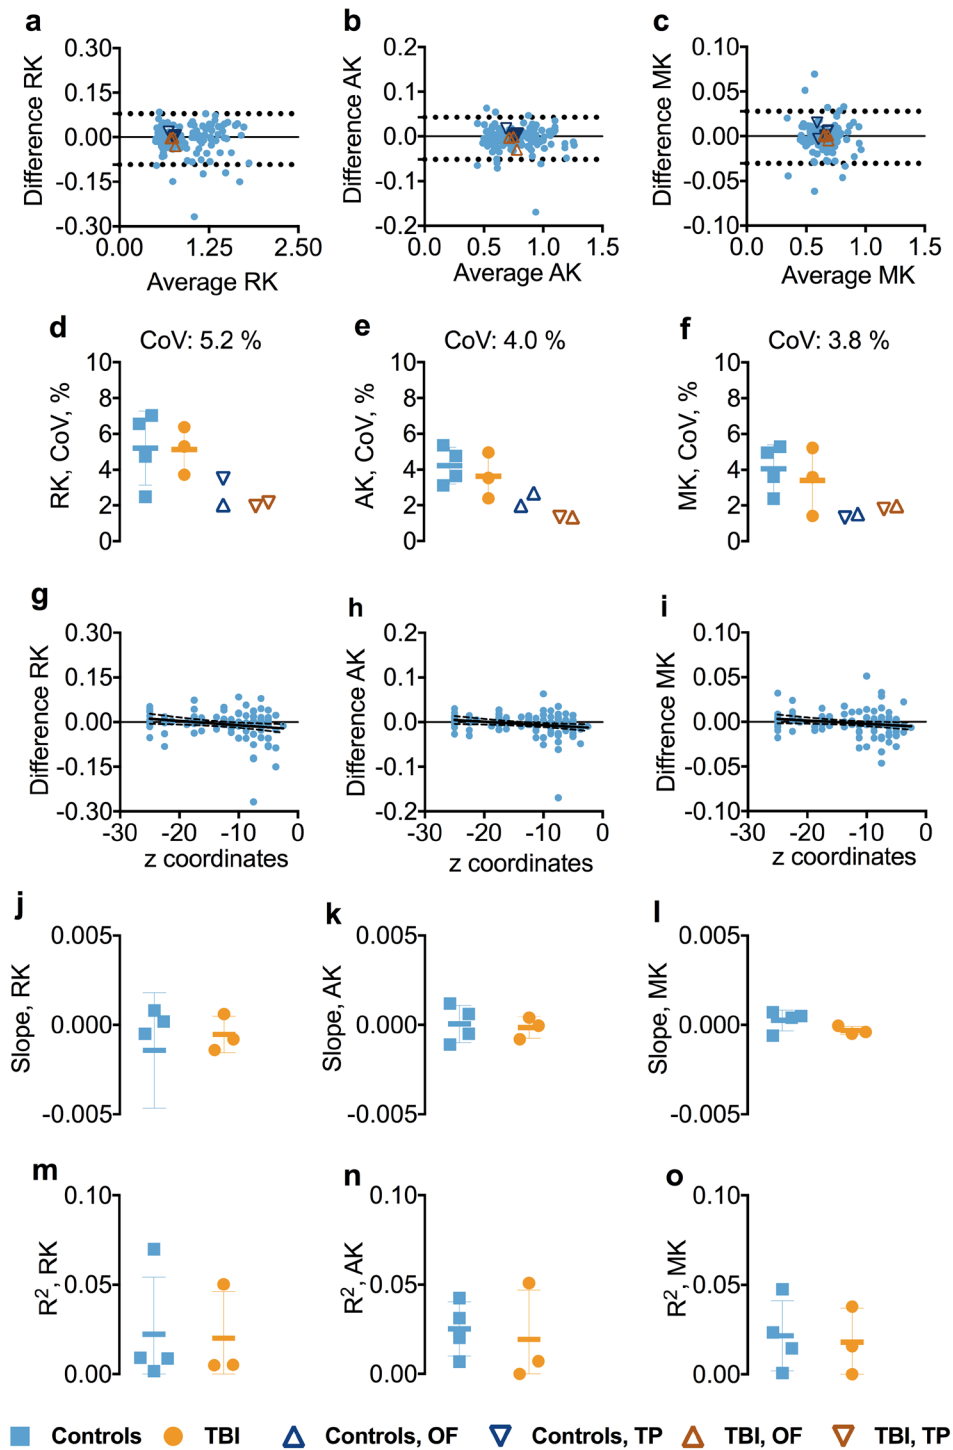 a
b
c
0.30
0.15
0.00
-0.15
-0.30
Difference RK
0.00
1.25
2.50
Average RK
0.2
0.1
0.0
-0.1
-0.2
Difference AK
0.0
0.5
1.0
1.5
Average AK
0.10
0.05
0.00
-0.05
-0.10
Difference MK
0.0
0.5
1.0
1.5
Average MK
d
e
f
CoV: 5.2 %
CoV: 4.0 %
CoV: 3.8 %
10
8
6
4
2
0
RK, CoV, %
10
8
6
4
2
0
AK, CoV, %
10
8
6
4
2
0
MK, CoV, %
g
h
i
0.30
0.15
0.00
-0.15
-0.30
Difference RK
-30
-20
-10
0
z coordinates
0.2
0.1
0.0
-0.1
-0.2
Difference AK
-30
-20
-10
0
z coordinates
0.10
0.05
0.00
-0.05
-0.10
Diffrence MK
-30
-20
-10
0
z coordinates
j
k
l
0.005
0.000
-0.005
Slope, RK
0.005
0.000
-0.005
Slope, AK
0.005
0.000
-0.005
Slope, MK
m
n
o
0.10
0.05
0.00
R², RK
0.10
0.05
0.00
R², AK
0.10
0.05
0.00
R², MK
Controls
TBI
Controls, OF
Controls, TP
TBI, OF
TBI, TP